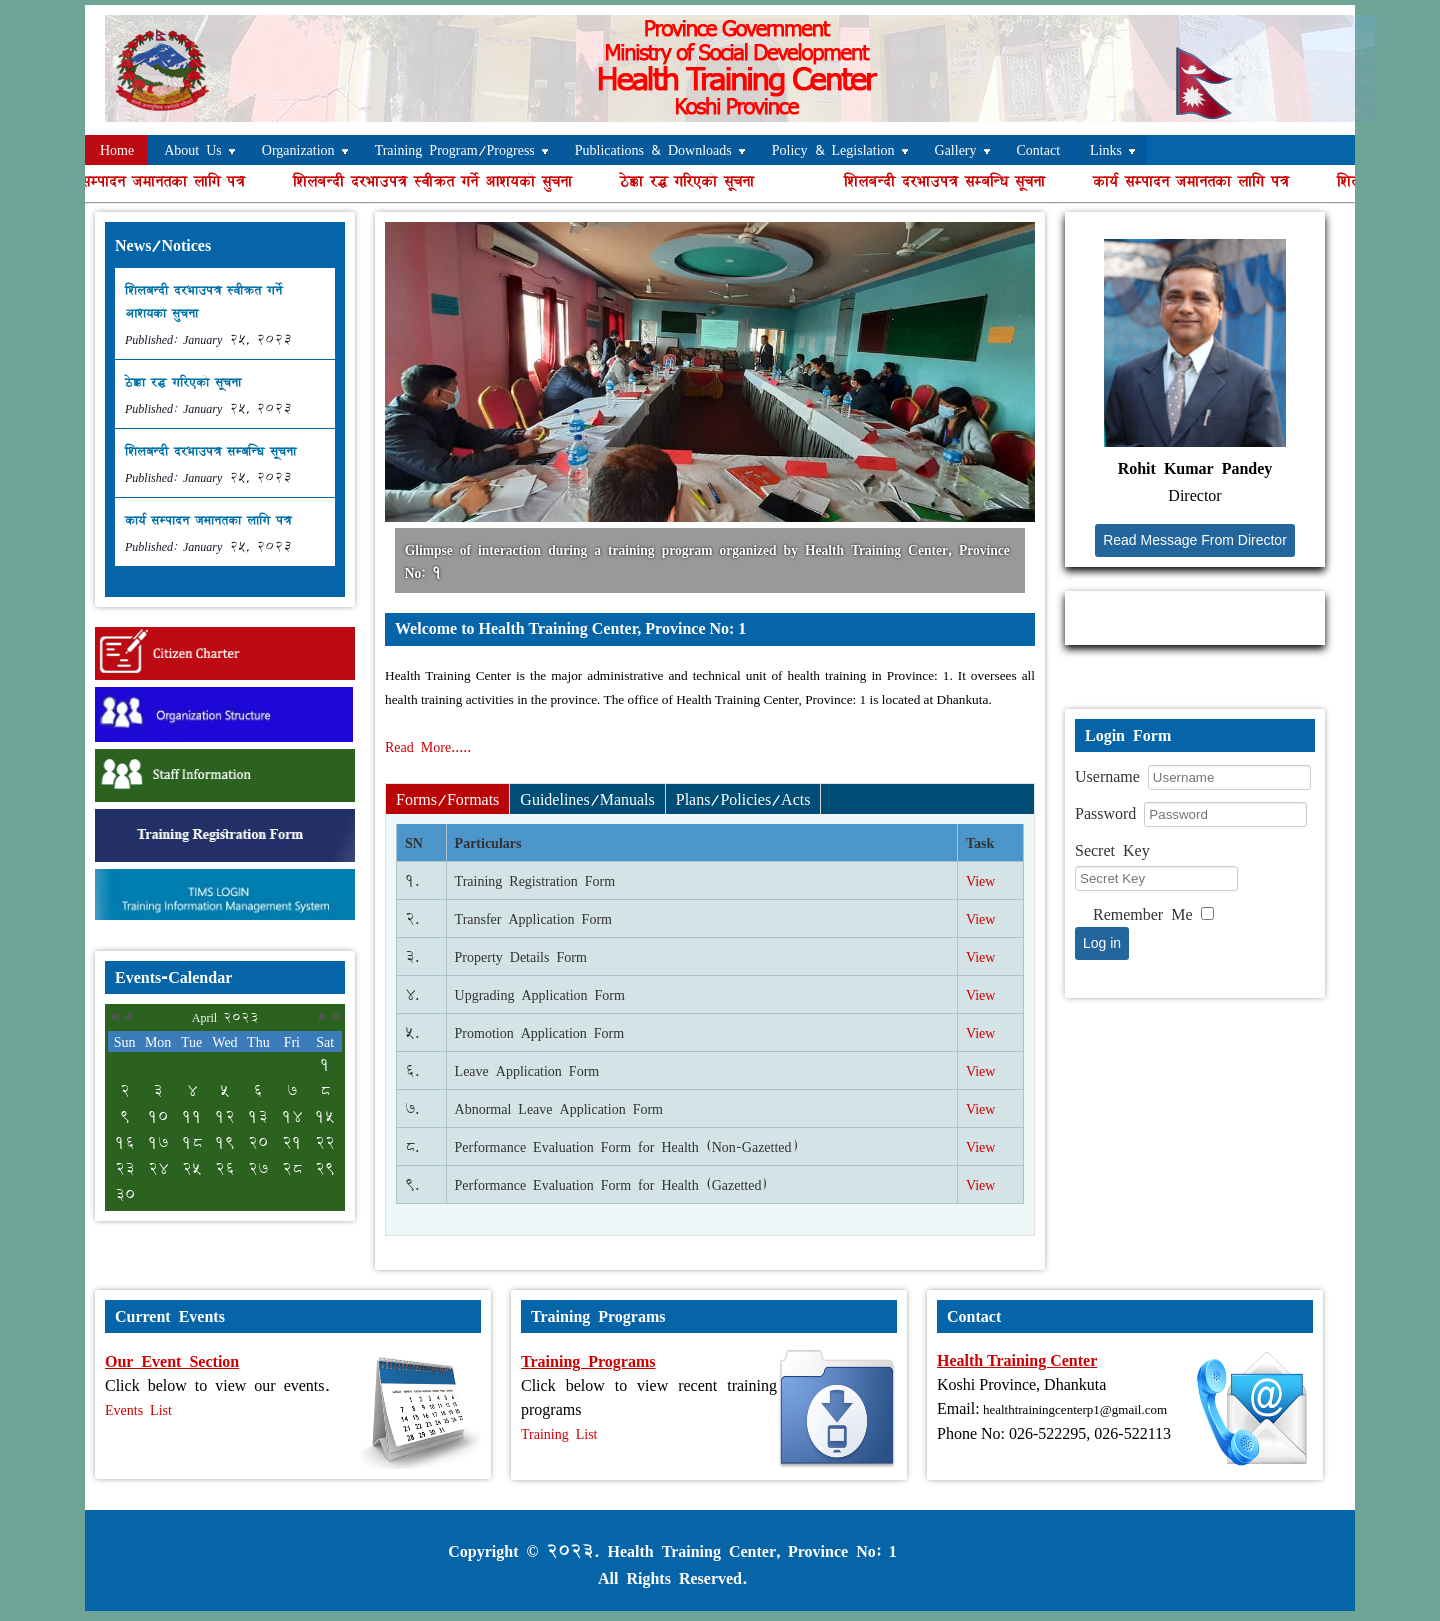 Province Government
Ministry of Social Development
Health Training Center
Koshi Province
Home About Us Organization Training Program/Progress Publications & Downloads Policy & Legislation Gallery Contact Links
सम्पादन जमानतका लागि पत्र शिलबन्दी दरभाउपत्र स्वीकृत गर्ने आशयको सुचना ठेक्का रद्ध गरिएको सूचना शिलबन्दी दरभाउपत्र सम्बन्धि सूचना कार्य सम्पादन जमानतका लागि पत्र
News/Notices
शिलबन्दी दरभाउपत्र स्वीकृत गर्ने
आशयको सुचना
Published: January २५, २०२३
ठेक्का रद्ध गरिएको सूचना
Published: January २५, २०२३
शिलबन्दी दरभाउपत्र सम्बन्धि सूचना
Published: January २५, २०२३
कार्य सम्पादन जमानतका लागि पत्र
Published: January २५, २०२३
Citizen Charter
Organization Structure
Staff Information
Training Registration Form
TIMS LOGIN
Training Information Management System
Events-Calendar
April २०२३
Sun Mon Tue Wed Thu Fri Sat
१
२ ३ ४ ५ ६ ७ ८
९ १० ११ १२ १३ १४ १५
१६ १७ १८ १९ २० २१ २२
२३ २४ २५ २६ २७ २८ २९
३०
Glimpse of interaction during a training program organized by Health Training Center, Province
No: १
Welcome to Health Training Center, Province No: 1
Health Training Center is the major administrative and technical unit of health training in Province: 1. It oversees all
health training activities in the province. The office of Health Training Center, Province: 1 is located at Dhankuta.
Read More.....
Forms/Formats Guidelines/Manuals Plans/Policies/Acts
SN Particulars Task
१. Training Registration Form View
२. Transfer Application Form View
३. Property Details Form View
४. Upgrading Application Form View
५. Promotion Application Form View
६. Leave Application Form View
७. Abnormal Leave Application Form View
८. Performance Evaluation Form for Health (Non-Gazetted) View
९. Performance Evaluation Form for Health (Gazetted) View
Rohit Kumar Pandey
Director
Read Message From Director
Login Form
Username Username
Password Password
Secret Key
Secret Key
Remember Me
Log in
Current Events
Our Event Section
Click below to view our events.
Events List
Training Programs
Training Programs
Click below to view recent training
programs
Training List
Contact
Health Training Center
Koshi Province, Dhankuta
Email: healthtrainingcenterp1@gmail.com
Phone No: 026-522295, 026-522113
Copyright © २०२३. Health Training Center, Province No: 1
All Rights Reserved.